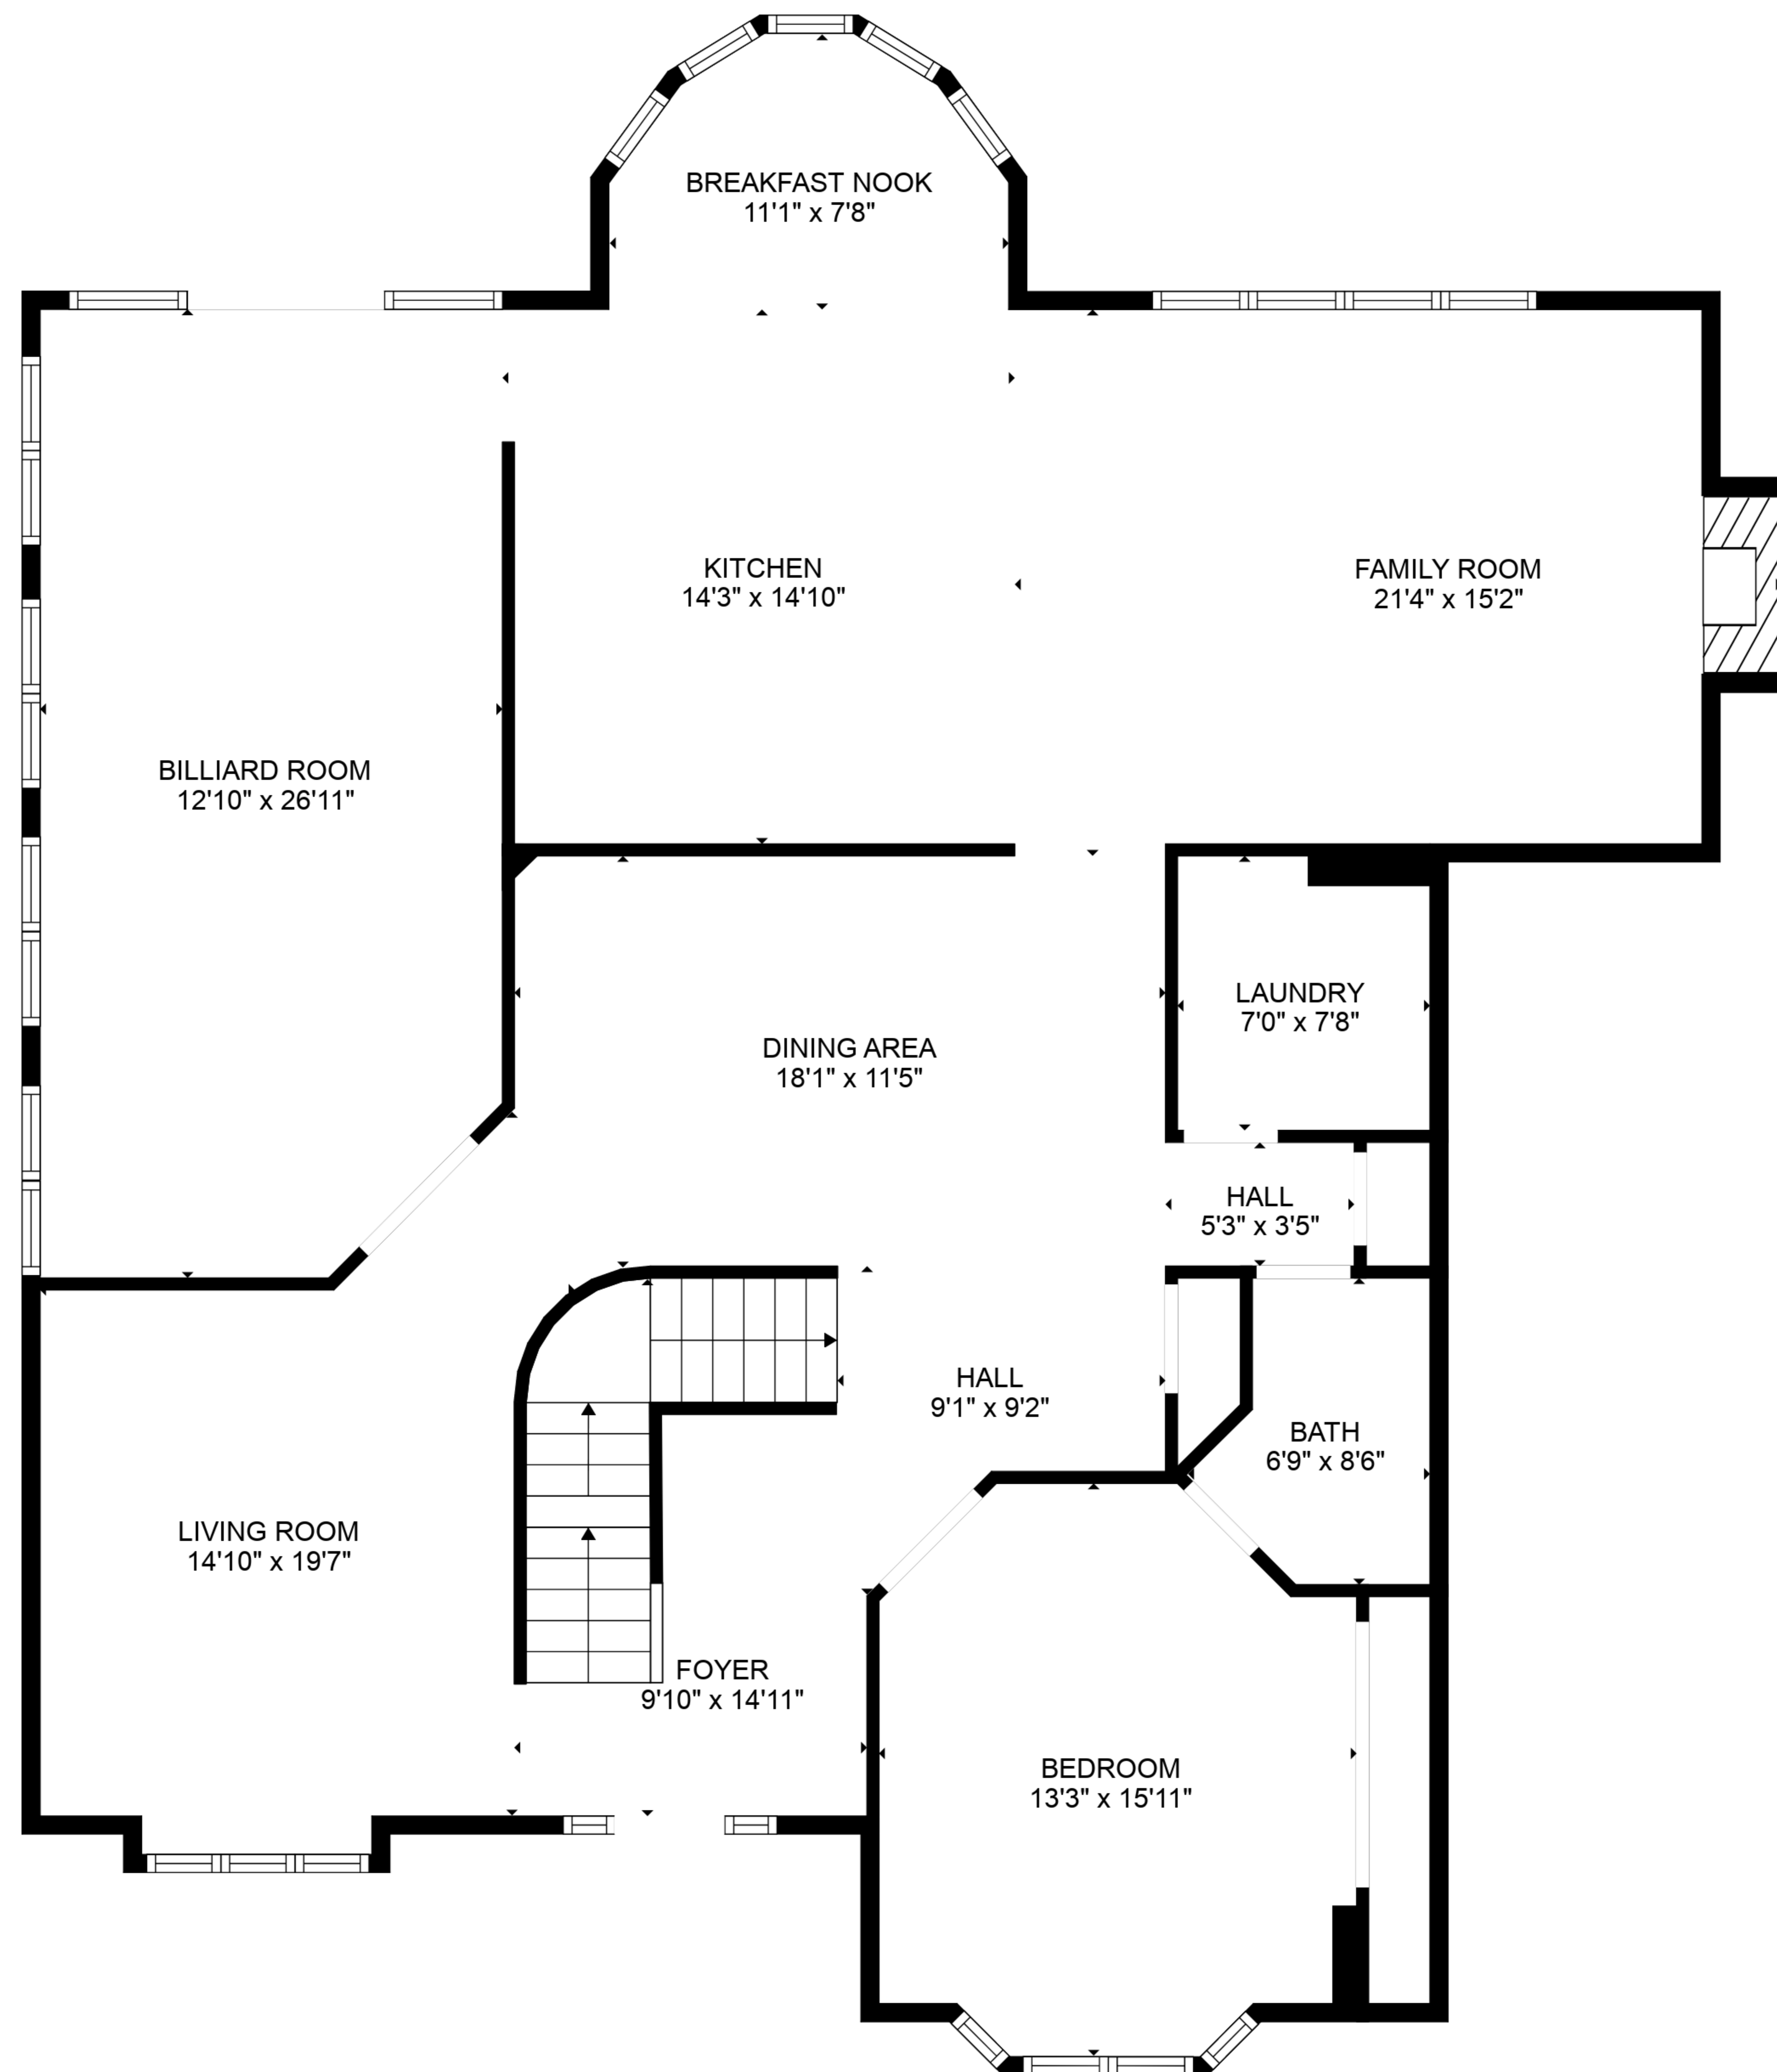 BREAKFAST NOOK
11'1" x 7'8"
KITCHEN
14'3" x 14'10"
FAMILY ROOM
21'4" x 15'2"
BILLIARD ROOM
12'10" x 26'11"
LAUNDRY
7'0" x 7'8"
DINING AREA
18'1" x 11'5"
HALL
5'3" x 3'5"
HALL
9'1" x 9'2"
BATH
6'9" x 8'6"
LIVING ROOM
14'10" x 19'7"
FOYER
9'10" x 14'11"
BEDROOM
13'3" x 15'11"